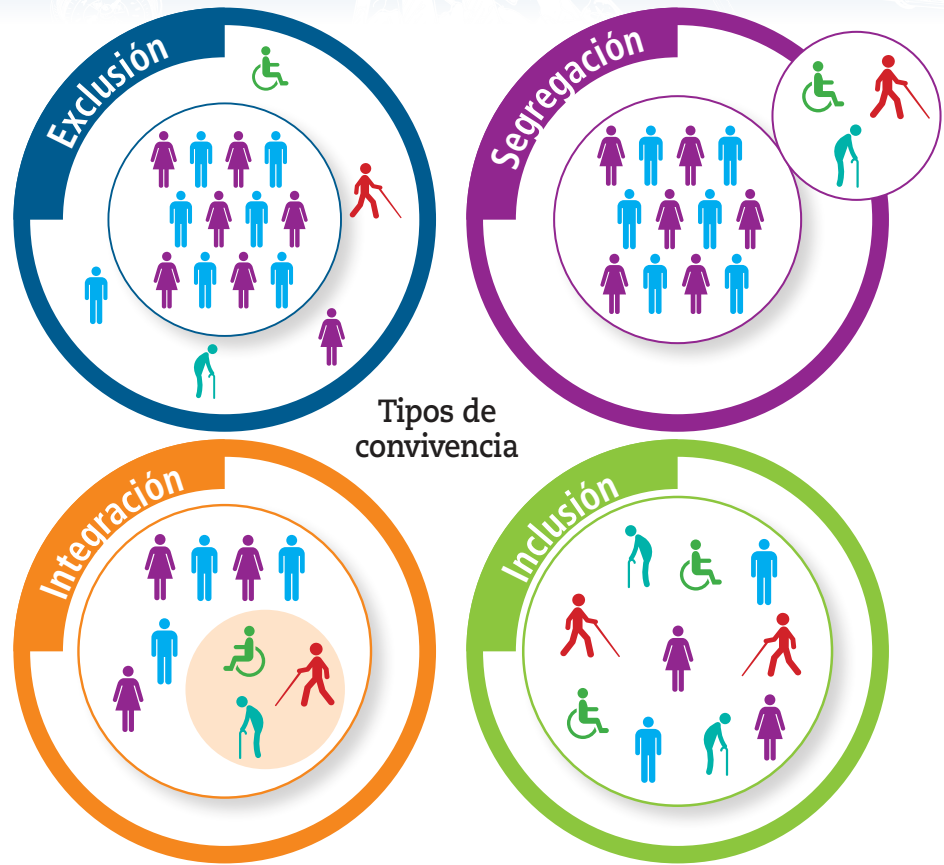 Exclusión
Segregación
Tipos de
convivencia
Integración
Inclusión